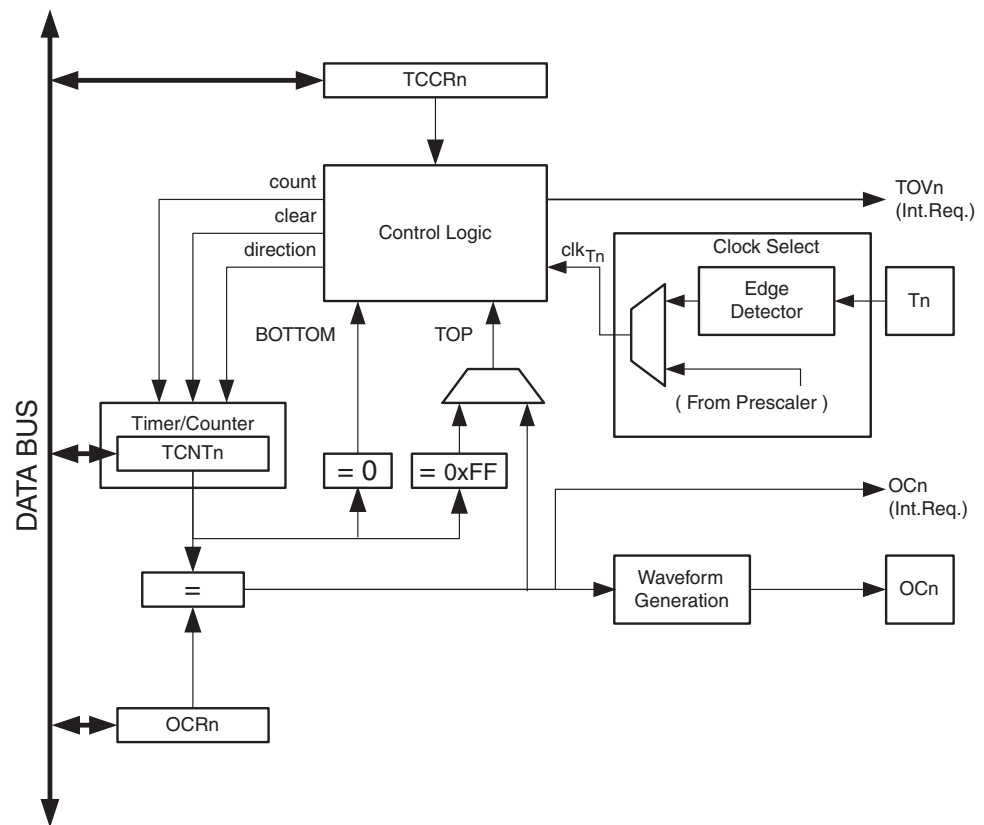 TCCRn
count
clear
direction
Control Logic
TOVn
(Int.Req.)
clkTn
Clock Select
Edge
Detector
Tn
( From Prescaler )
BOTTOM
TOP
DATA BUS
Timer/Counter
TCNTn
= 0
= 0xFF
OCn
(Int.Req.)
=
Waveform
Generation
OCn
OCRn